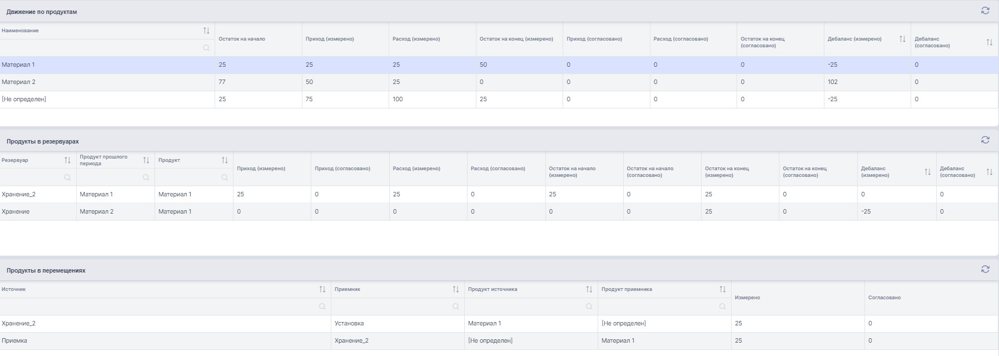 Движение по продуктам
Наименование
Остаток на начало
Приход (измерено)
Расход (измерено)
Остаток на конец (измерено)
Приход (согласовано)
Расход (согласовано)
Остаток на конец
(согласовано)
Дебаланс (измерено)
Дебаланс
(согласовано)
Материал 1 25 25 25 50 0 0 0 -25 0
Материал 2 77 50 25 0 0 0 0 102 0
[Не определен] 25 75 100 25 0 0 0 -25 0
Продукты в резервуарах
Резервуар
Продукт прошлого
периода
Продукт
Приход (измерено)
Приход (согласовано)
Расход (измерено)
Расход (согласовано)
Остаток на начало
(измерено)
Остаток на начало
(согласовано)
Остаток на конец
(измерено)
Остаток на конец
(согласовано)
Дебаланс
(измерено)
Дебаланс
(согласовано)
Хранение_2 Материал 1 Материал 1 25 0 25 0 25 0 25 0 0 0
Хранение Материал 2 Материал 1 0 0 0 0 0 0 25 0 -25 0
Продукты в перемещениях
Источник
Приемник
Продукт источника
Продукт приемника
Измерено
Согласовано
Хранение_2 Установка Материал 1 [Не определен] 25 0
Приемка Хранение_2 [Не определен] Материал 1 25 0